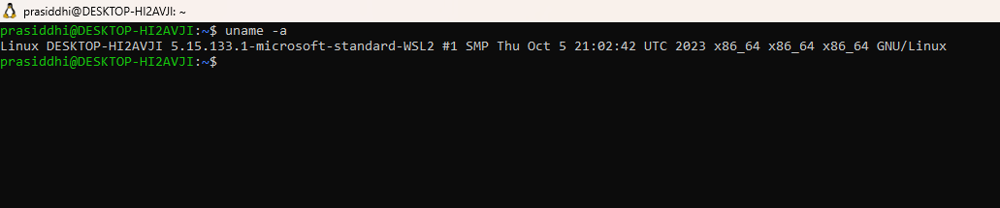 prasiddhi@DESKTOP-HI2AVJI: ~
prasiddhi@DESKTOP-HI2AVJI:~$ uname -a
Linux DESKTOP-HI2AVJI 5.15.133.1-microsoft-standard-WSL2 #1 SMP Thu Oct 5 21:02:42 UTC 2023 x86_64 x86_64 x86_64 GNU/Linux
prasiddhi@DESKTOP-HI2AVJI:~$